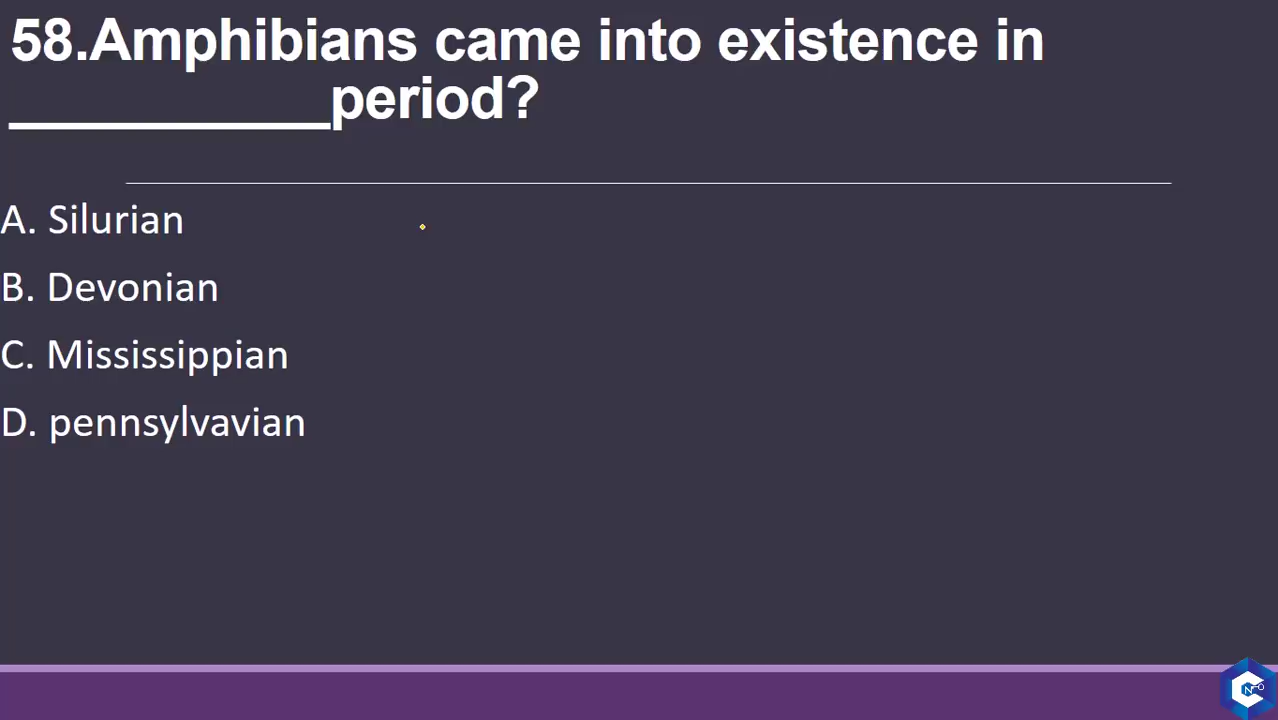 58.Amphibians came into existence in
__________period?
A. Silurian
B. Devonian
C. Mississippian
D. pennsylvavian